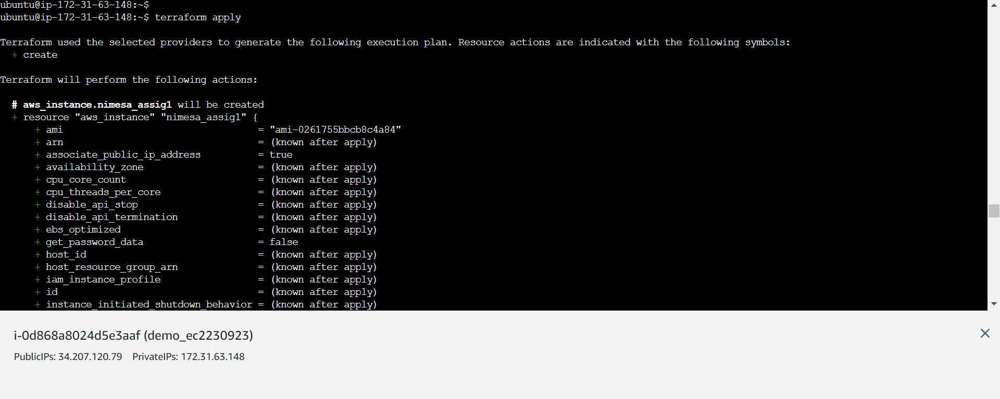 ubuntu@ip-172-31-63-148:~$
ubuntu@ip-172-31-63-148:~$ terraform apply
Terraform used the selected providers to generate the following execution plan. Resource actions are indicated with the following symbols:
+ create
Terraform will perform the following actions:
# aws_instance.nimesa_assig1 will be created
+ resource "aws_instance" "nimesa_assig1" {
+ ami = "ami-0261755bbcb8c4a84"
+ arn = (known after apply)
+ associate_public_ip_address = true
+ availability_zone = (known after apply)
+ cpu_core_count = (known after apply)
+ cpu_threads_per_core = (known after apply)
+ disable_api_stop = (known after apply)
+ disable_api_termination = (known after apply)
+ ebs_optimized = (known after apply)
+ get_password_data = false
+ host_id = (known after apply)
+ host_resource_group_arn = (known after apply)
+ iam_instance_profile = (known after apply)
+ id = (known after apply)
+ instance_initiated_shutdown_behavior = (known after apply)
i-0d868a8024d5e3aaf (demo_ec2230923)
PublicIPs: 34.207.120.79 PrivateIPs: 172.31.63.148